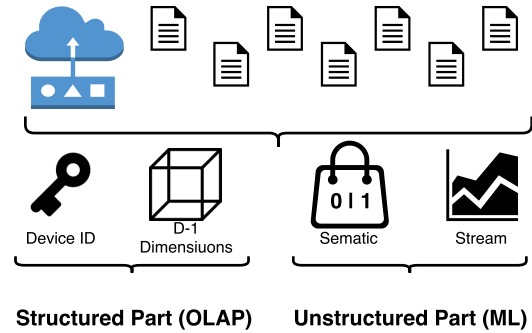 0 | 1
Device ID
D-1
Dimensiuons
Sematic
Stream
Structured Part (OLAP)
Unstructured Part (ML)